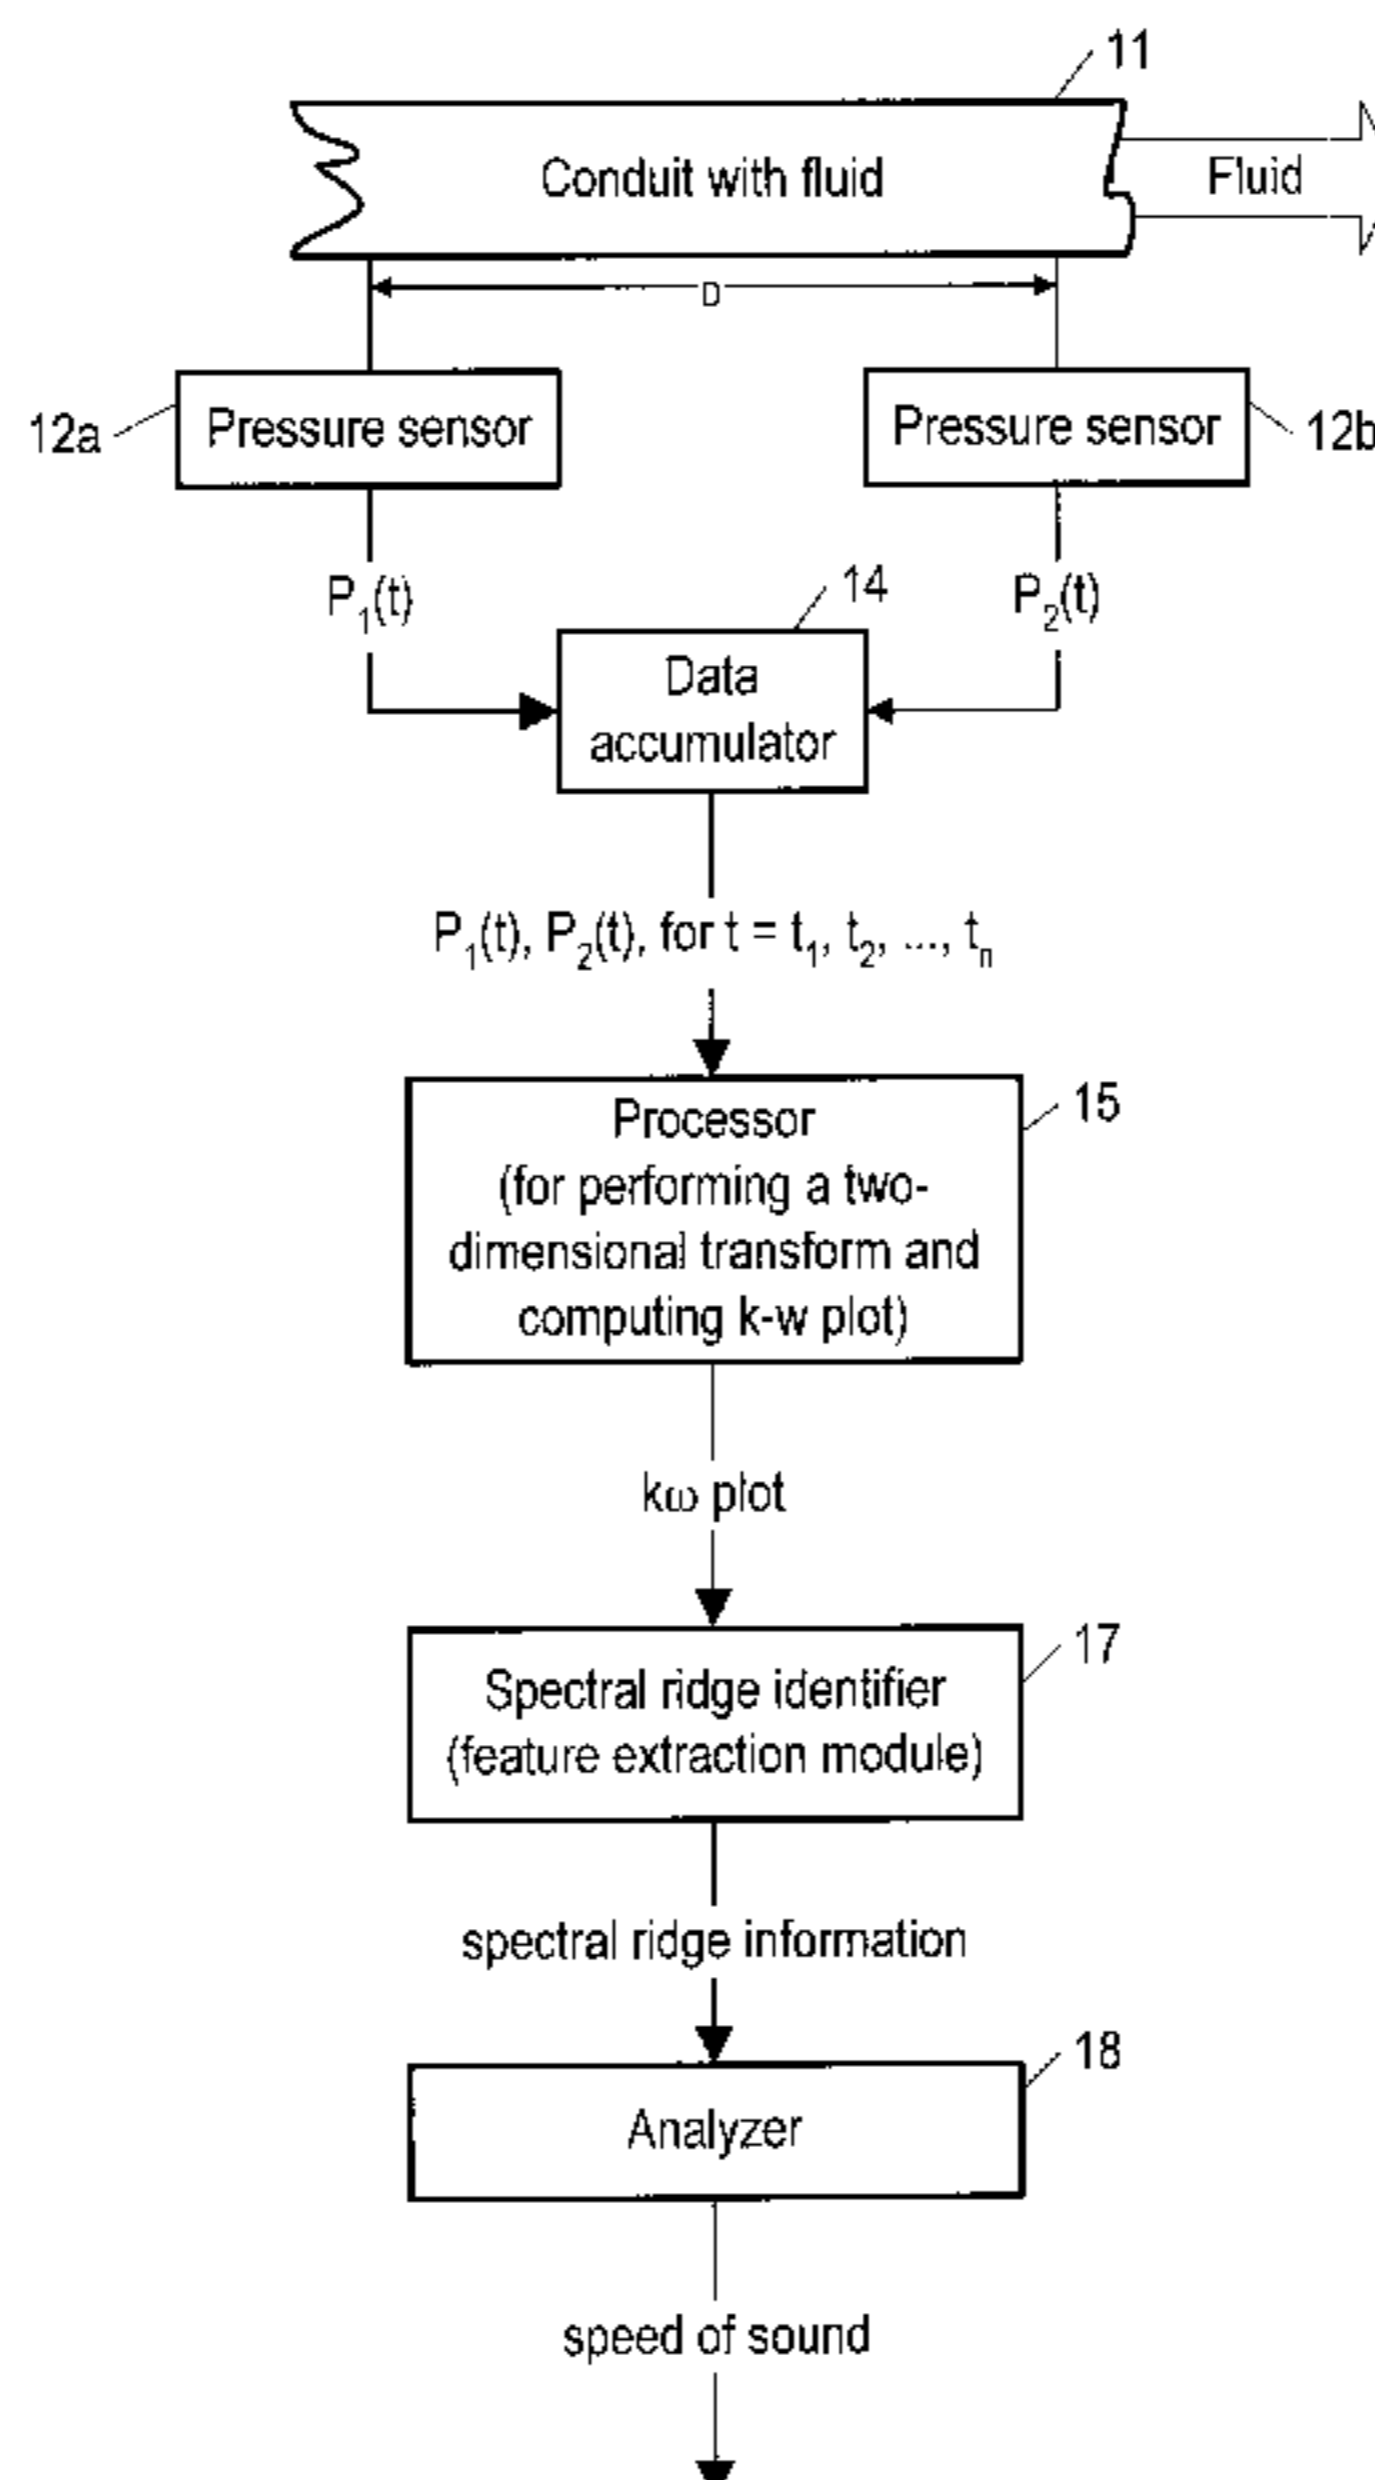 11
Conduit with fluid
Fluid
D
12a
Pressure sensor
Pressure sensor
12b
P1(t)
P2(t)
14
Data
accumulator
P1(t), P2(t), for t = t1, t2, ..., tn
15
Processor
(for performing a two-
dimensional transform and
computing k-w plot)
kω plot
17
Spectral ridge identifier
(feature extraction module)
spectral ridge information
18
Analyzer
speed of sound